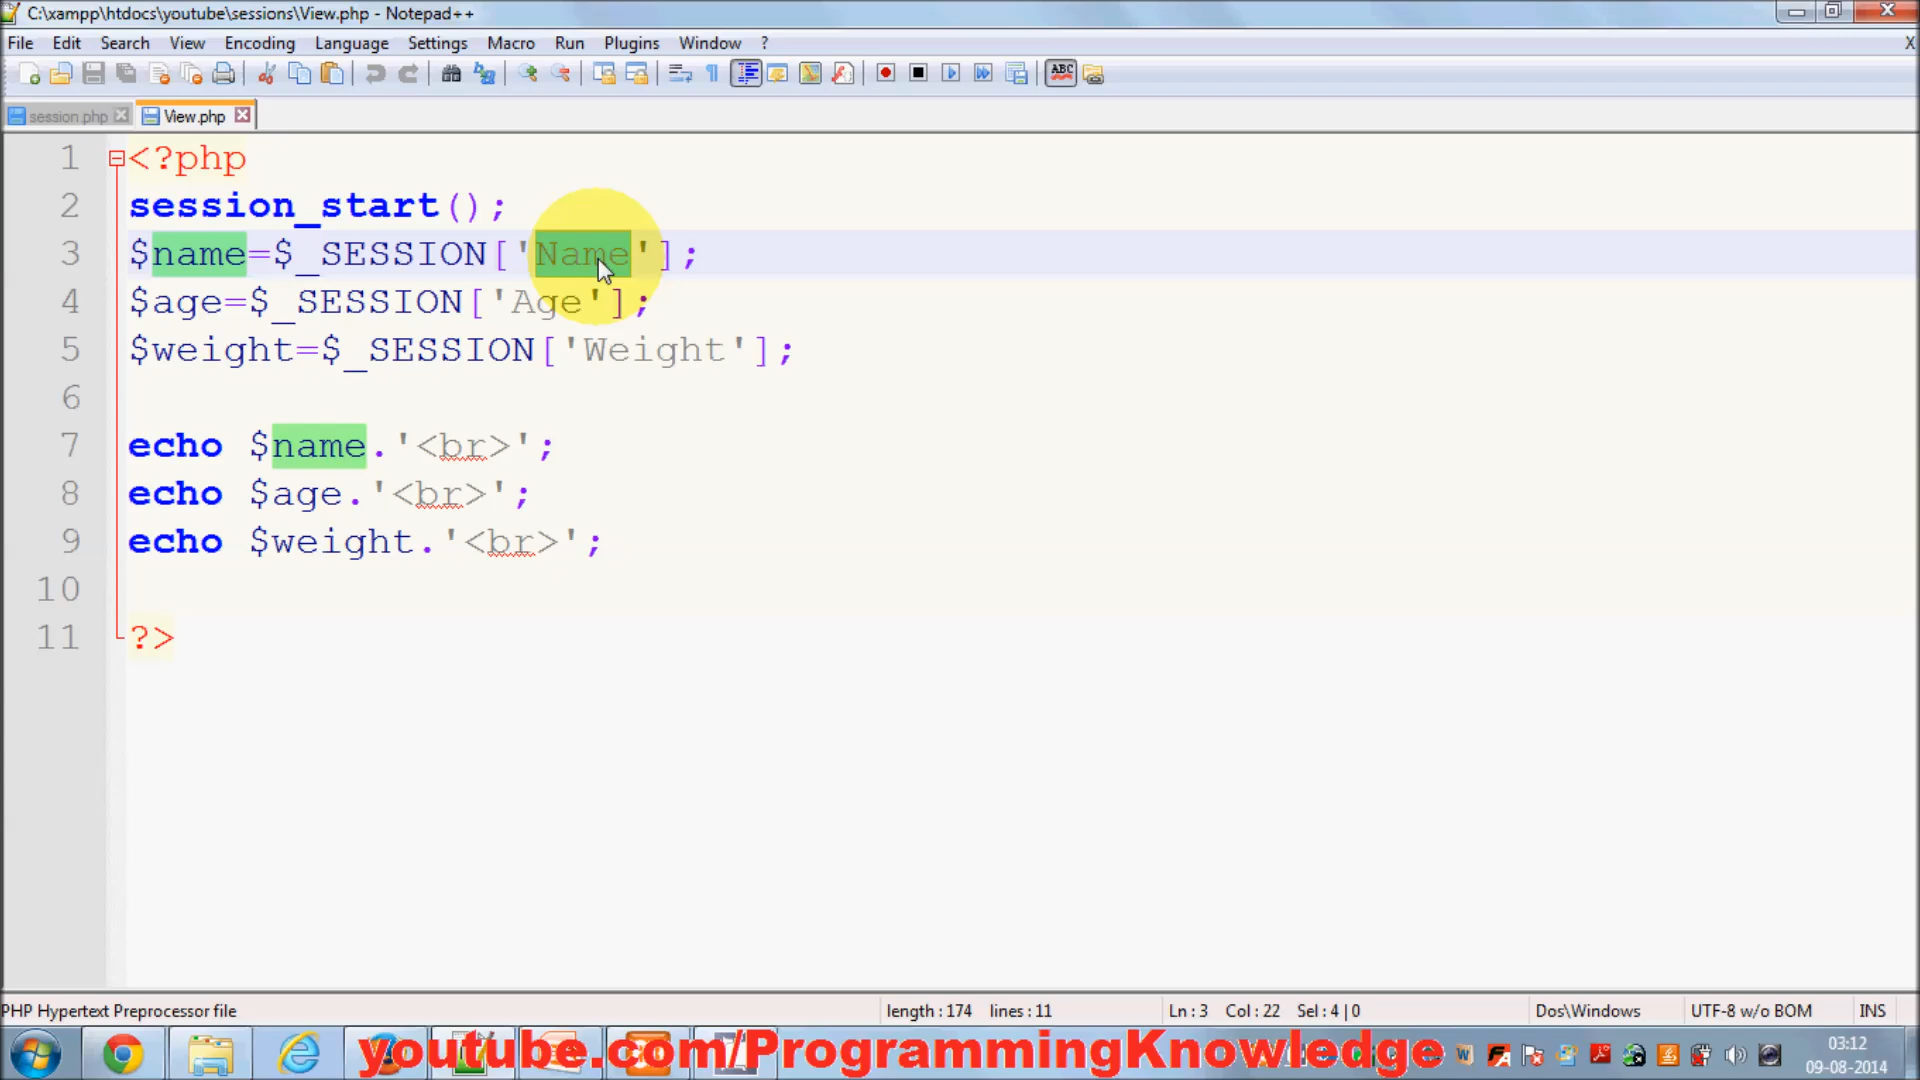 C:\xampp\htdocs\youtube\sessions\View.php - Notepad++
File Edit Search View Encoding Language Settings Macro Run Plugins Window ? X
session.php View.php
1 <?php
2 session_start();
3 $name=$_SESSION['Name'];
4 $age=$_SESSION['Age'];
5 $weight=$_SESSION['Weight'];
6
7 echo $name.'<br>';
8 echo $age.'<br>';
9 echo $weight.'<br>';
10
11 ?>
PHP Hypertext Preprocessor file length : 174 lines : 11 Ln : 3 Col : 22 Sel : 4 | 0 Dos\Windows UTF-8 w/o BOM INS
youtube.com/ProgrammingKnowledge
03:12
09-08-2014